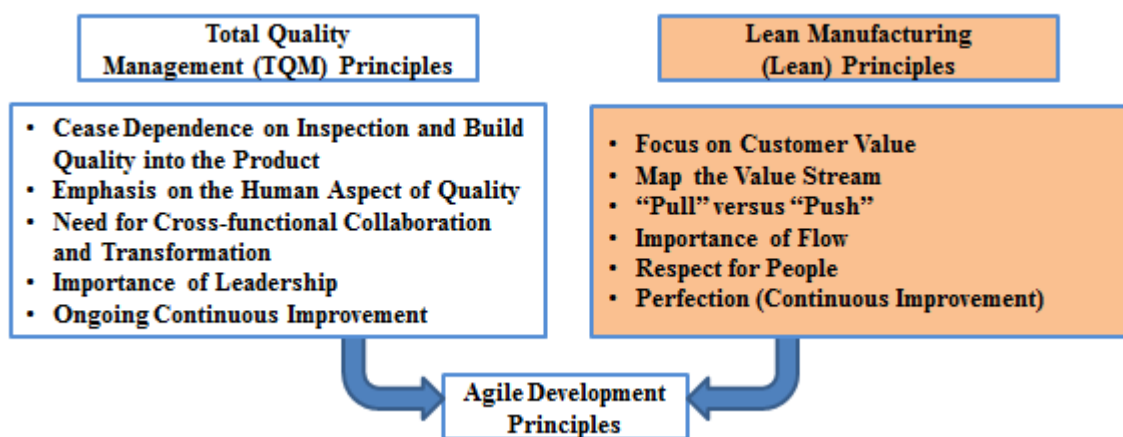 Total Quality
Management (TQM) Principles
Lean Manufacturing
(Lean) Principles
• Cease Dependence on Inspection and Build
Quality into the Product
• Emphasis on the Human Aspect of Quality
• Need for Cross-functional Collaboration
and Transformation
• Importance of Leadership
• Ongoing Continuous Improvement
• Focus on Customer Value
• Map the Value Stream
• “Pull” versus “Push”
• Importance of Flow
• Respect for People
• Perfection (Continuous Improvement)
Agile Development
Principles